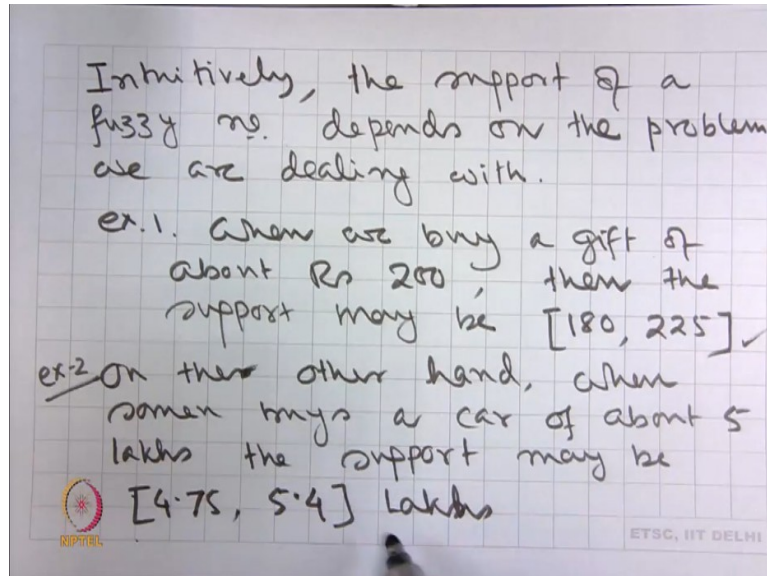 Intuitively, the support of a
fuzzy no. depends on the problem
we are dealing with.
ex.1. When we buy a gift of
about Rs 200, then the
support may be [180, 225] ✓
ex-2 On the other hand, when
someone buys a car of about 5
lakhs the support may be
[4.75, 5.4] Lakhs
NPTEL
ETSC, IIT DELHI